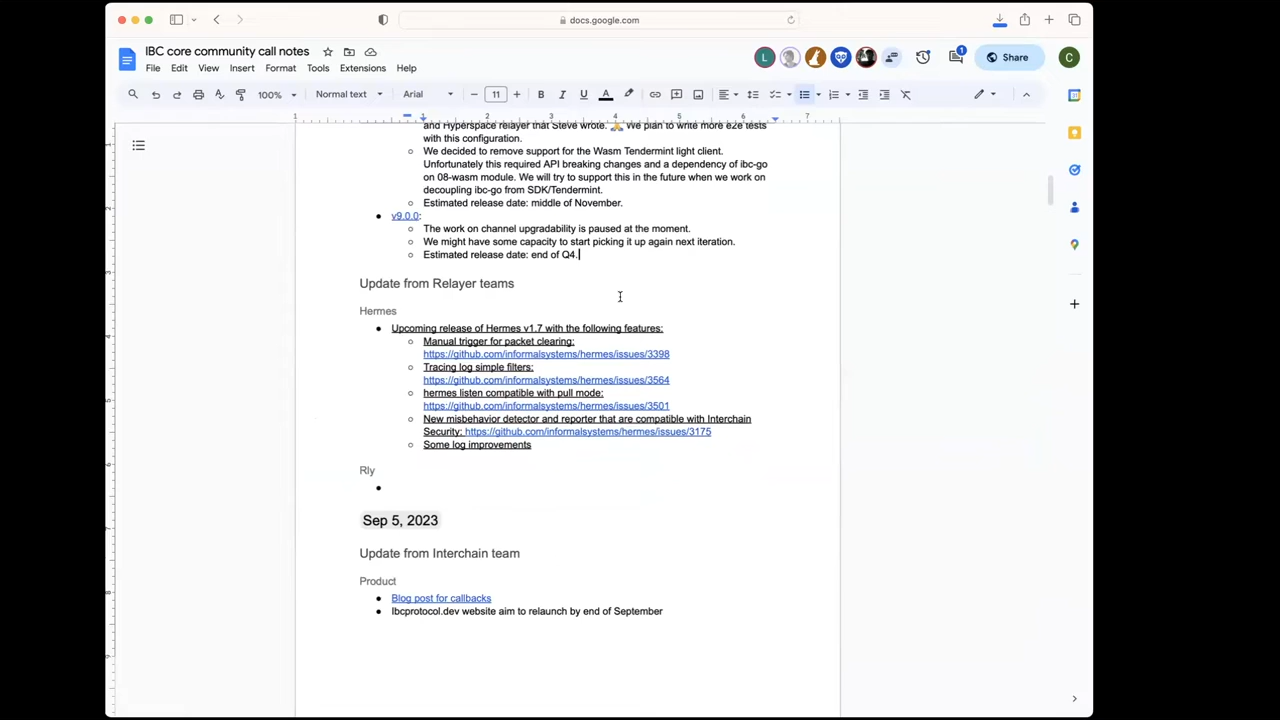 docs.google.com
IBC core community call notes
File Edit View Insert Format Tools Extensions Help
1
Share
C
L
100% Normal text Arial 11
1 1 2 3 4 5 6 7
and Hyperspace relayer that Steve wrote. 🙏 We plan to write more e2e tests
with this configuration.
We decided to remove support for the Wasm Tendermint light client.
Unfortunately this required API breaking changes and a dependency of ibc-go
on 08-wasm module. We will try to support this in the future when we work on
decoupling ibc-go from SDK/Tendermint.
Estimated release date: middle of November.
v9.0.0:
The work on channel upgradability is paused at the moment.
We might have some capacity to start picking it up again next iteration.
Estimated release date: end of Q4.
Update from Relayer teams
Hermes
Upcoming release of Hermes v1.7 with the following features:
Manual trigger for packet clearing:
https://github.com/informalsystems/hermes/issues/3398
Tracing log simple filters:
https://github.com/informalsystems/hermes/issues/3564
hermes listen compatible with pull mode:
https://github.com/informalsystems/hermes/issues/3501
New misbehavior detector and reporter that are compatible with Interchain
Security: https://github.com/informalsystems/hermes/issues/3175
Some log improvements
Rly
Sep 5, 2023
Update from Interchain team
Product
Blog post for callbacks
Ibcprotocol.dev website aim to relaunch by end of September